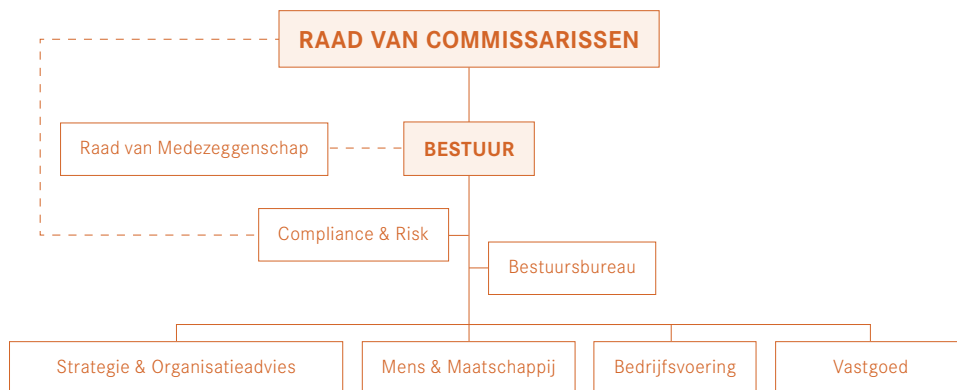 RAAD VAN COMMISSARISSEN
Raad van Medezeggenschap
BESTUUR
Compliance & Risk
Bestuursbureau
Strategie & Organisatieadvies
Mens & Maatschappij
Bedrijfsvoering
Vastgoed